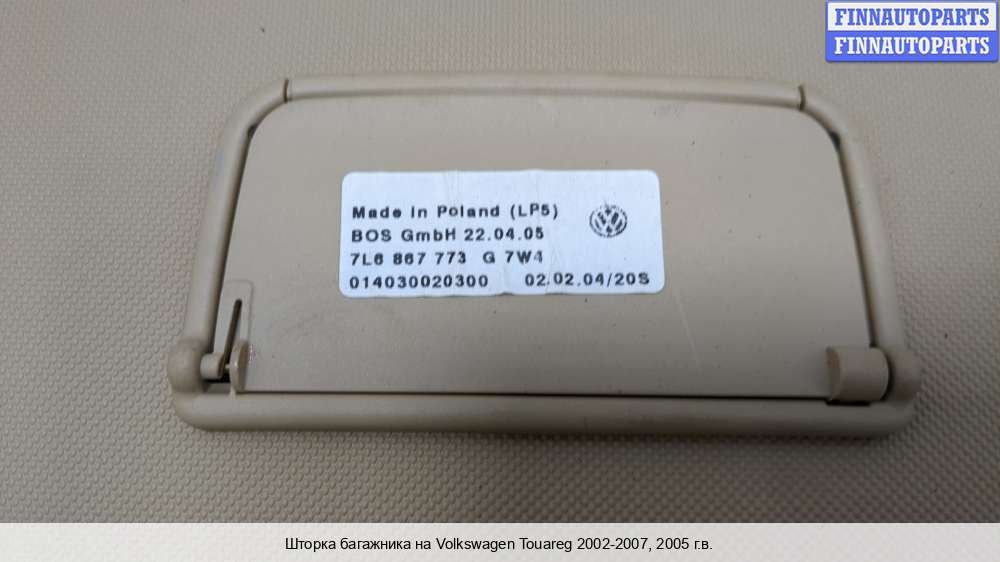 FINNAUTOPARTS
FINNAUTOPARTS
Made in Poland (LP5)
BOS GmbH 22.04.05
7L6 867 773 G 7W4
014030020300 02.02.04/20S
Шторка багажника на Volkswagen Touareg 2002-2007, 2005 г.в.